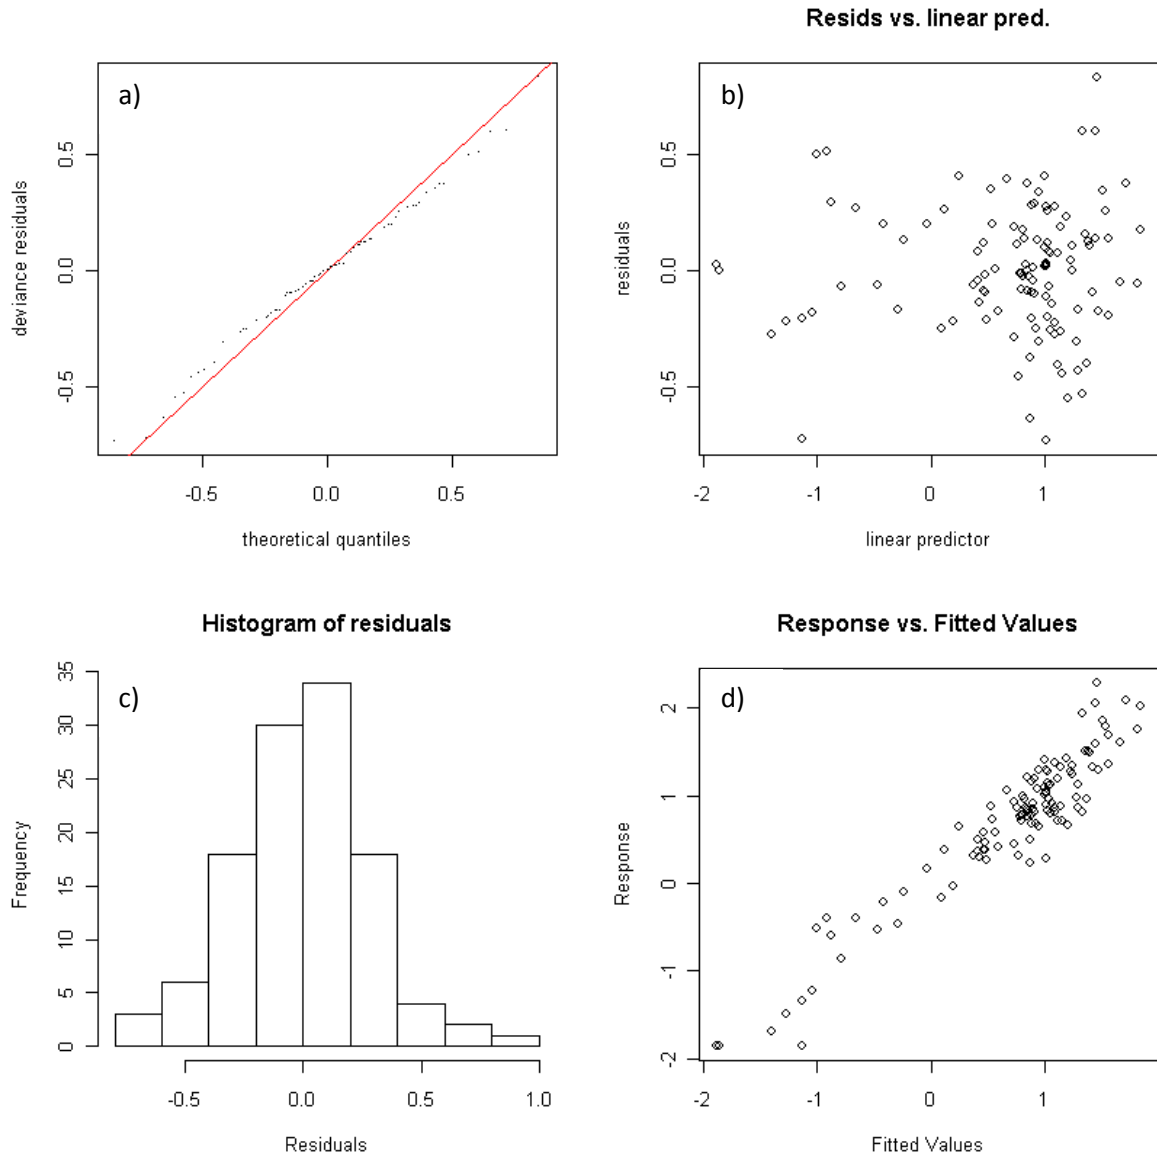 a)
0.5
0.0
-0.5
deviance residuals
-0.5 0.0 0.5
theoretical quantiles
Resids vs. linear pred.
b)
0.5
0.0
-0.5
residuals
-2 -1 0 1
linear predictor
Histogram of residuals
c)
35
30
25
20
15
10
5
0
Frequency
-0.5 0.0 0.5 1.0
Residuals
Response vs. Fitted Values
d)
2
1
0
-1
-2
Response
-2 -1 0 1
Fitted Values